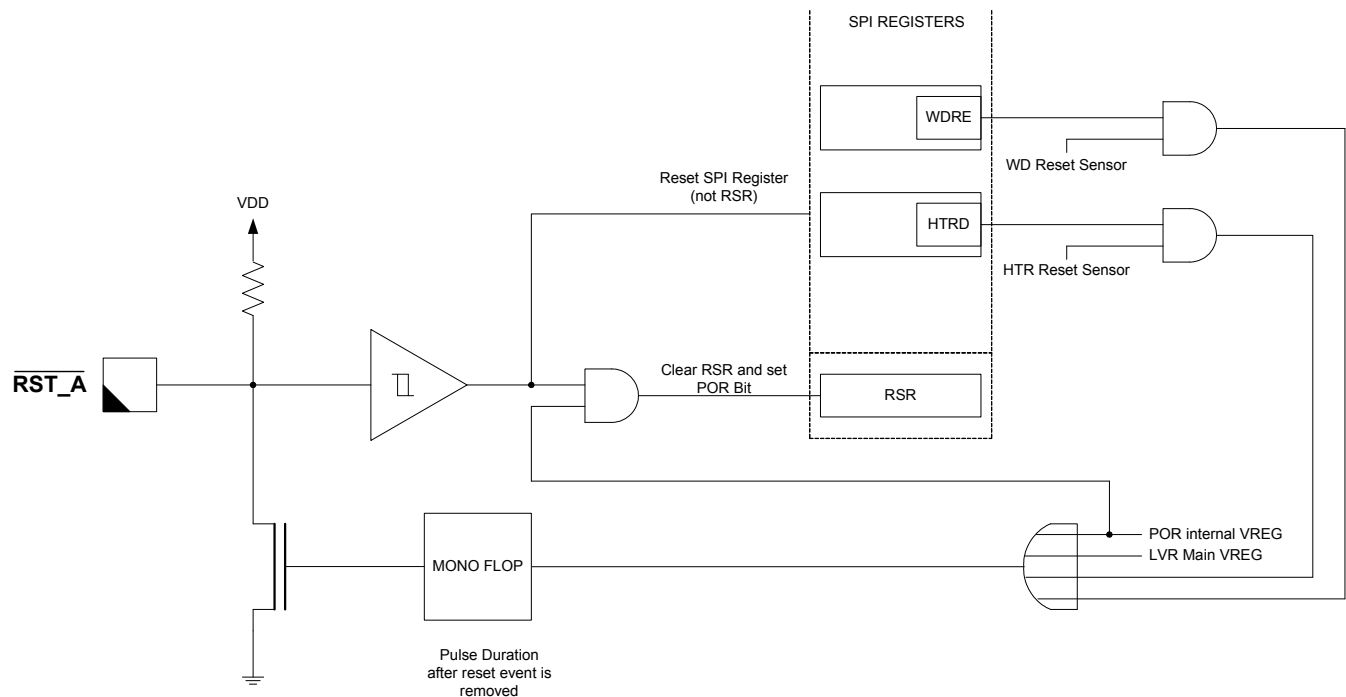 SPI REGISTERS
WDRE
WD Reset Sensor
Reset SPI Register
(not RSR)
VDD
HTRD
HTR Reset Sensor
RST_A
Clear RSR and set
POR Bit
RSR
POR internal VREG
LVR Main VREG
MONO FLOP
Pulse Duration
after reset event is
removed